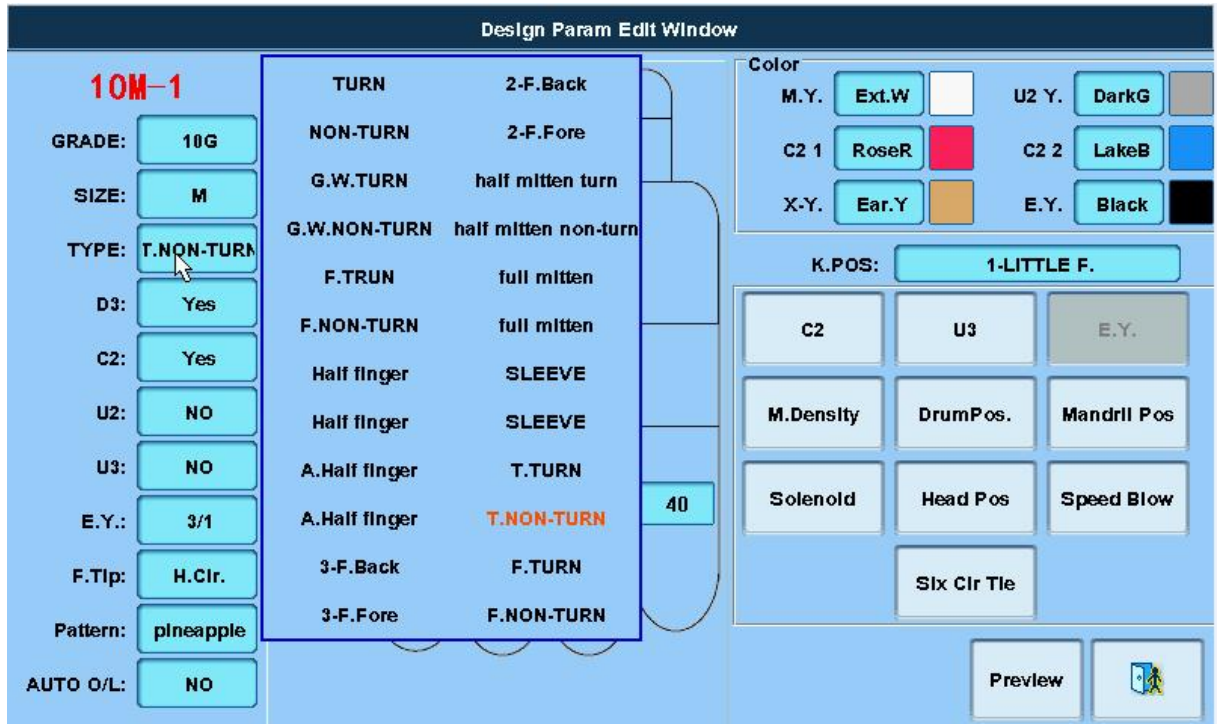 Design Param Edit Window
10M-1
GRADE: 10G
SIZE: M
TYPE: T.NON-TURN
D3: Yes
C2: Yes
U2: NO
U3: NO
E.Y.: 3/1
F.Tip: H.Cir.
Pattern: pineapple
AUTO O/L: NO
TURN 2-F.Back
NON-TURN 2-F.Fore
G.W.TURN half mitten turn
G.W.NON-TURN half mitten non-turn
F.TRUN full mitten
F.NON-TURN full mitten
Half finger SLEEVE
Half finger SLEEVE
A.Half finger T.TURN
A.Half finger T.NON-TURN
3-F.Back F.TURN
3-F.Fore F.NON-TURN
40
Color
M.Y. Ext.W U2 Y. DarkG
C2 1 RoseR C2 2 LakeB
X-Y. Ear.Y E.Y. Black
K.POS: 1-LITTLE F.
C2 U3 E.Y.
M.Density DrumPos. Mandril Pos
Solenoid Head Pos Speed Blow
Six Cir Tie
Preview